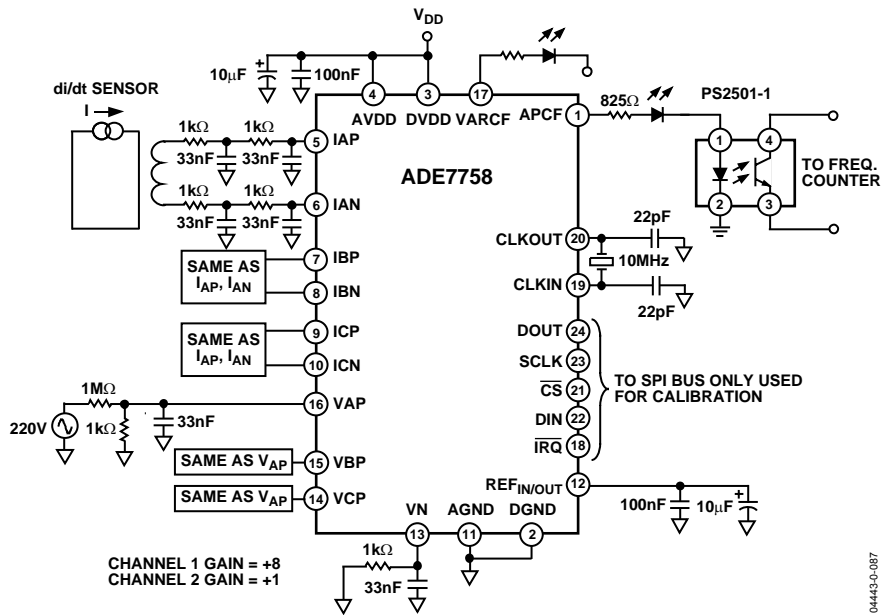 VDD
10μF
+
100nF
825Ω
PS2501-1
di/dt SENSOR
I
4
3
17
AVDD
DVDD
VARCF
APCF
1
1
4
1kΩ
1kΩ
5
IAP
33nF
33nF
ADE7758
TO FREQ.
COUNTER
2
3
1kΩ
1kΩ
6
IAN
33nF
33nF
22pF
CLKOUT
20
SAME AS
IAP, IAN
7
IBP
10MHz
8
IBN
CLKIN
19
22pF
SAME AS
IAP, IAN
9
ICP
DOUT
24
10
ICN
SCLK
23
TO SPI BUS ONLY USED
FOR CALIBRATION
1MΩ
CS
21
16
VAP
DIN
22
220V
1kΩ
33nF
IRQ
18
SAME AS VAP
15
VBP
REFIN/OUT
12
SAME AS VAP
14
VCP
100nF
10μF
+
VN
AGND
DGND
13
11
2
1kΩ
33nF
CHANNEL 1 GAIN = +8
CHANNEL 2 GAIN = +1
04443-0-087